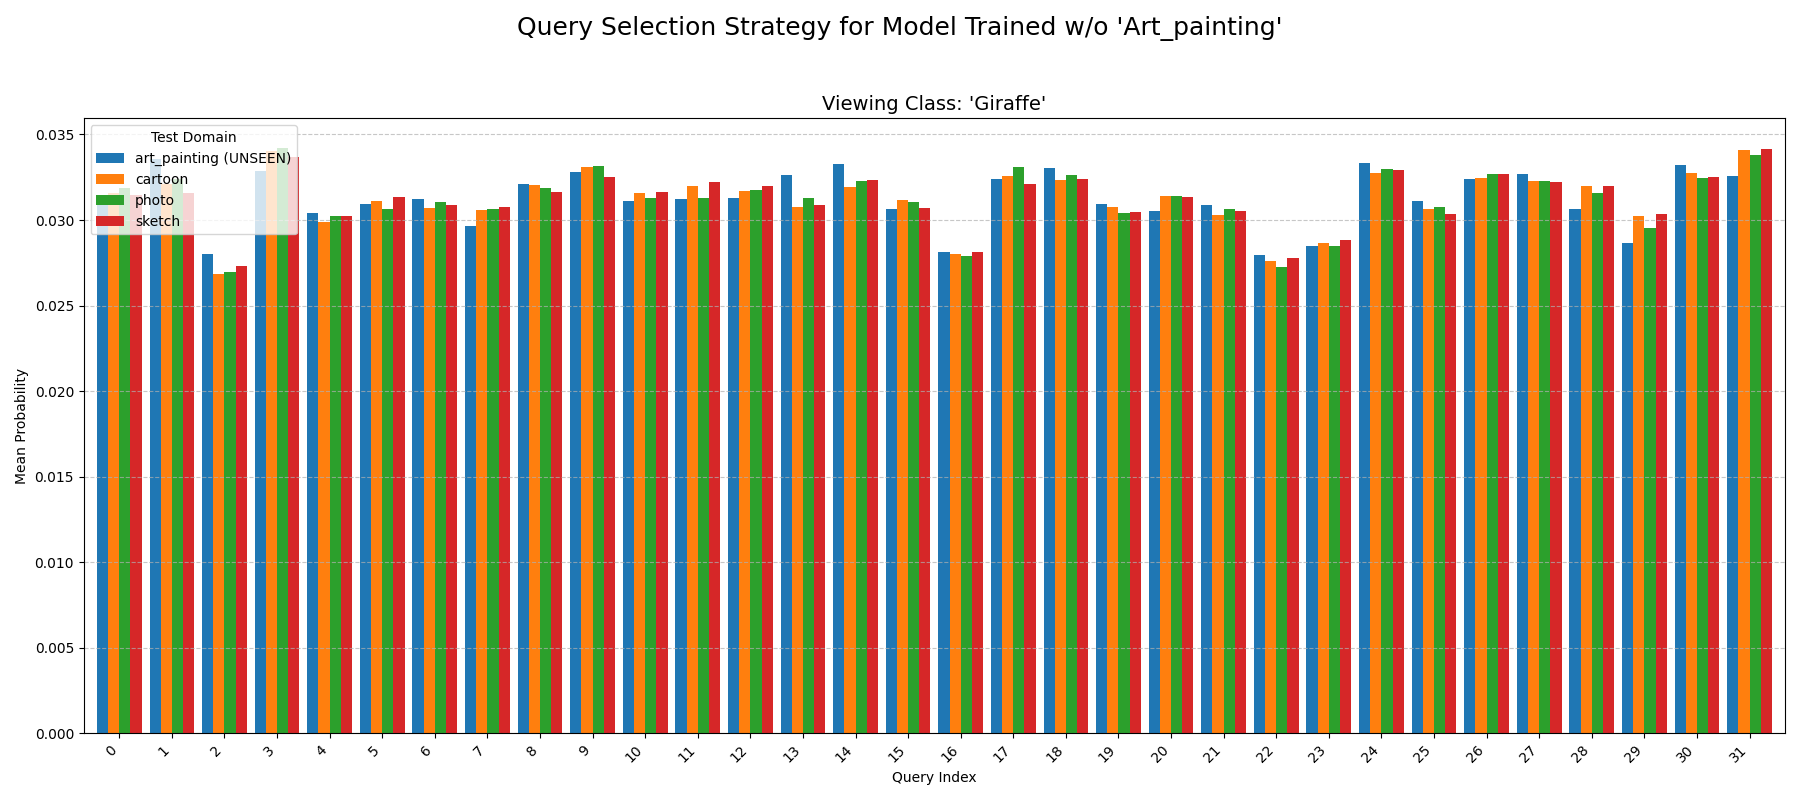 Query Selection Strategy for Model Trained w/o 'Art_painting'
Viewing Class: 'Giraffe'
Test Domain
art_painting (UNSEEN)
cartoon
photo
sketch
0.035
0.030
0.025
0.020
0.015
0.010
0.005
0.000
Mean Probability
0 1 2 3 4 5 6 7 8 9 10 11 12 13 14 15 16 17 18 19 20 21 22 23 24 25 26 27 28 29 30 31
Query Index